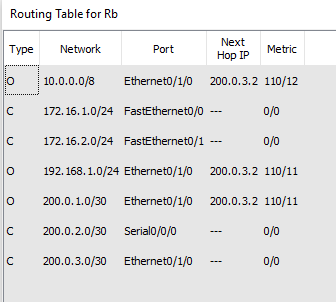 Routing Table for Rb
Type Network Port Next Hop IP Metric
O 10.0.0.0/8 Ethernet0/1/0 200.0.3.2 110/12
C 172.16.1.0/24 FastEthernet0/0 --- 0/0
C 172.16.2.0/24 FastEthernet0/1 --- 0/0
O 192.168.1.0/24 Ethernet0/1/0 200.0.3.2 110/11
O 200.0.1.0/30 Ethernet0/1/0 200.0.3.2 110/11
C 200.0.2.0/30 Serial0/0/0 --- 0/0
C 200.0.3.0/30 Ethernet0/1/0 --- 0/0